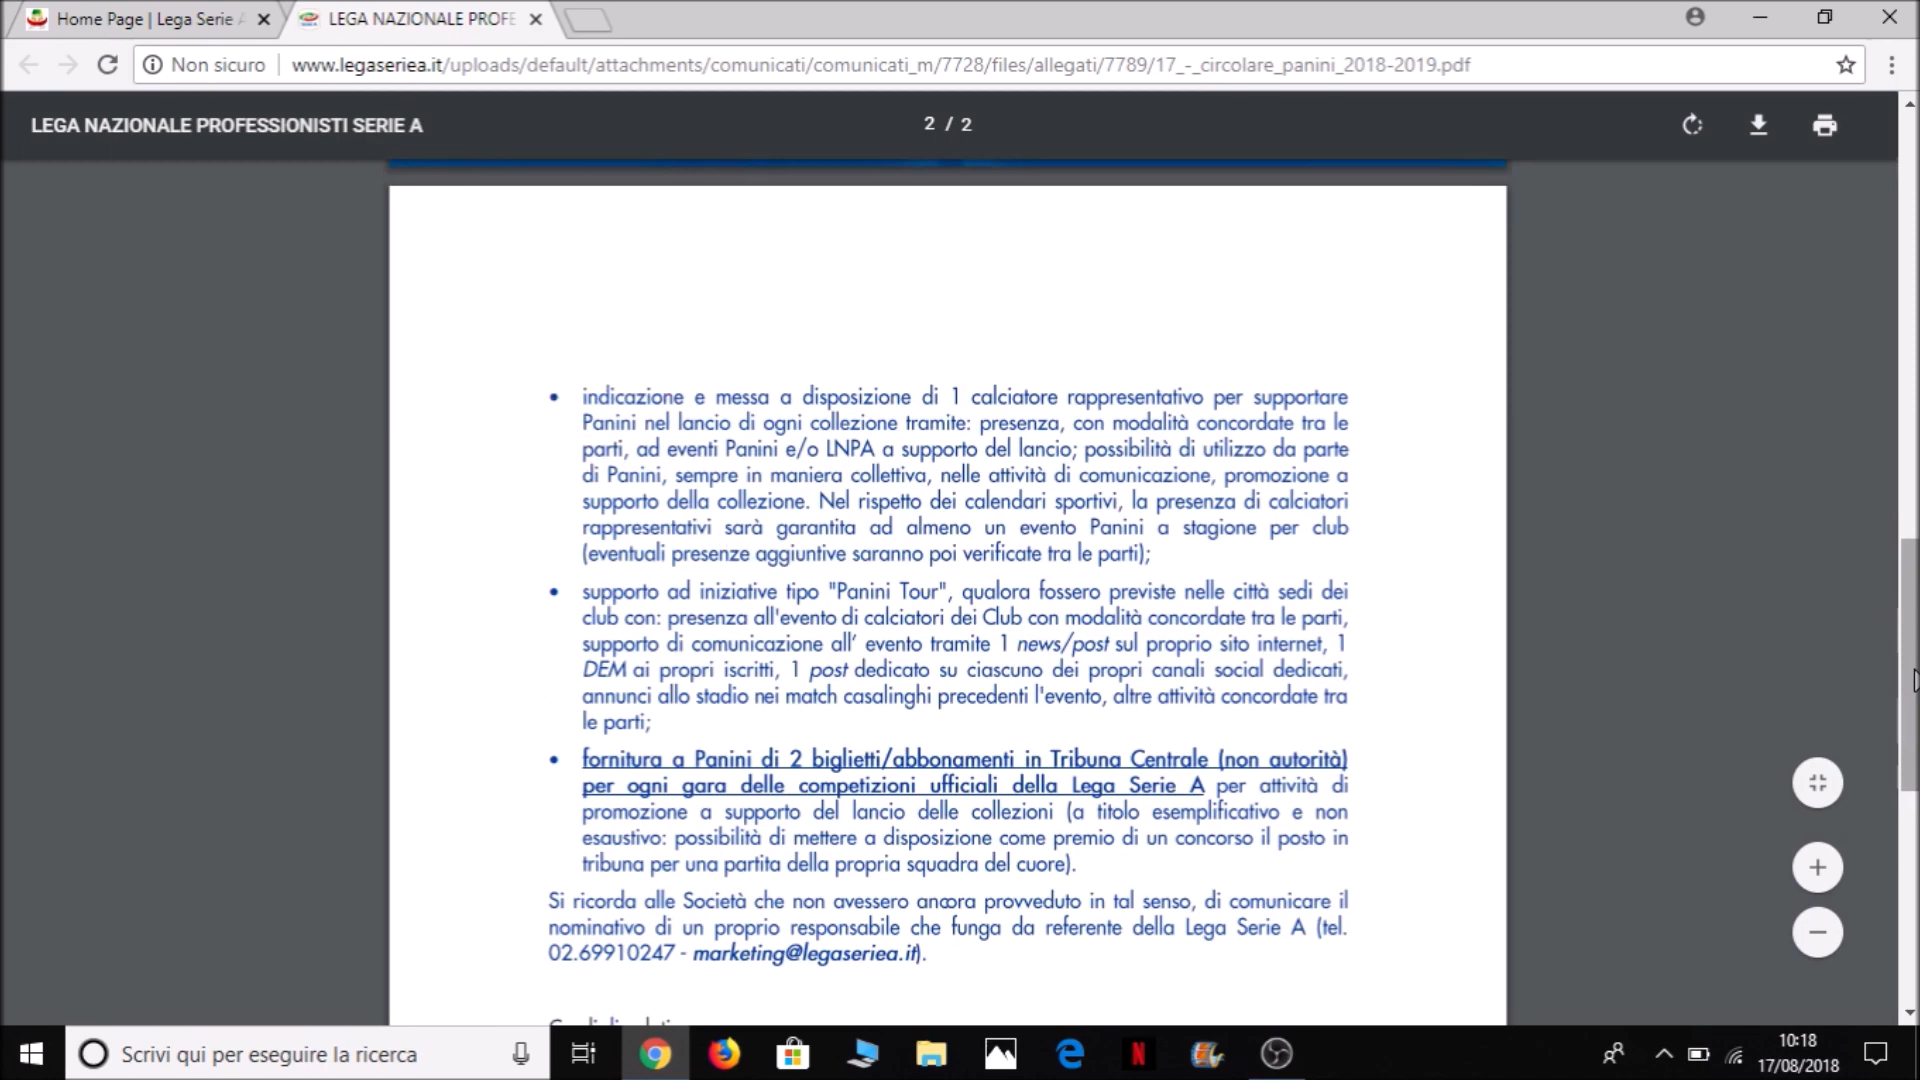 Home Page | Lega Serie A
LEGA NAZIONALE PROFE
Non sicuro
www.legaseriea.it/uploads/default/attachments/comunicati/comunicati_m/7728/files/allegati/7789/17_-_circolare_panini_2018-2019.pdf
LEGA NAZIONALE PROFESSIONISTI SERIE A
2 / 2
• indicazione e messa a disposizione di 1 calciatore rappresentativo per supportare
Panini nel lancio di ogni collezione tramite: presenza, con modalità concordate tra le
parti, ad eventi Panini e/o LNPA a supporto del lancio; possibilità di utilizzo da parte
di Panini, sempre in maniera collettiva, nelle attività di comunicazione, promozione a
supporto della collezione. Nel rispetto dei calendari sportivi, la presenza di calciatori
rappresentativi sarà garantita ad almeno un evento Panini a stagione per club
(eventuali presenze aggiuntive saranno poi verificate tra le parti);
• supporto ad iniziative tipo "Panini Tour", qualora fossero previste nelle città sedi dei
club con: presenza all'evento di calciatori dei Club con modalità concordate tra le parti,
supporto di comunicazione all’ evento tramite 1 news/post sul proprio sito internet, 1
DEM ai propri iscritti, 1 post dedicato su ciascuno dei propri canali social dedicati,
annunci allo stadio nei match casalinghi precedenti l'evento, altre attività concordate tra
le parti;
• fornitura a Panini di 2 biglietti/abbonamenti in Tribuna Centrale (non autorità)
per ogni gara delle competizioni ufficiali della Lega Serie A per attività di
promozione a supporto del lancio delle collezioni (a titolo esemplificativo e non
esaustivo: possibilità di mettere a disposizione come premio di un concorso il posto in
tribuna per una partita della propria squadra del cuore).
Si ricorda alle Società che non avessero ancora provveduto in tal senso, di comunicare il
nominativo di un proprio responsabile che funga da referente della Lega Serie A (tel.
02.69910247 - marketing@legaseriea.it).
Scrivi qui per eseguire la ricerca
10:18
17/08/2018